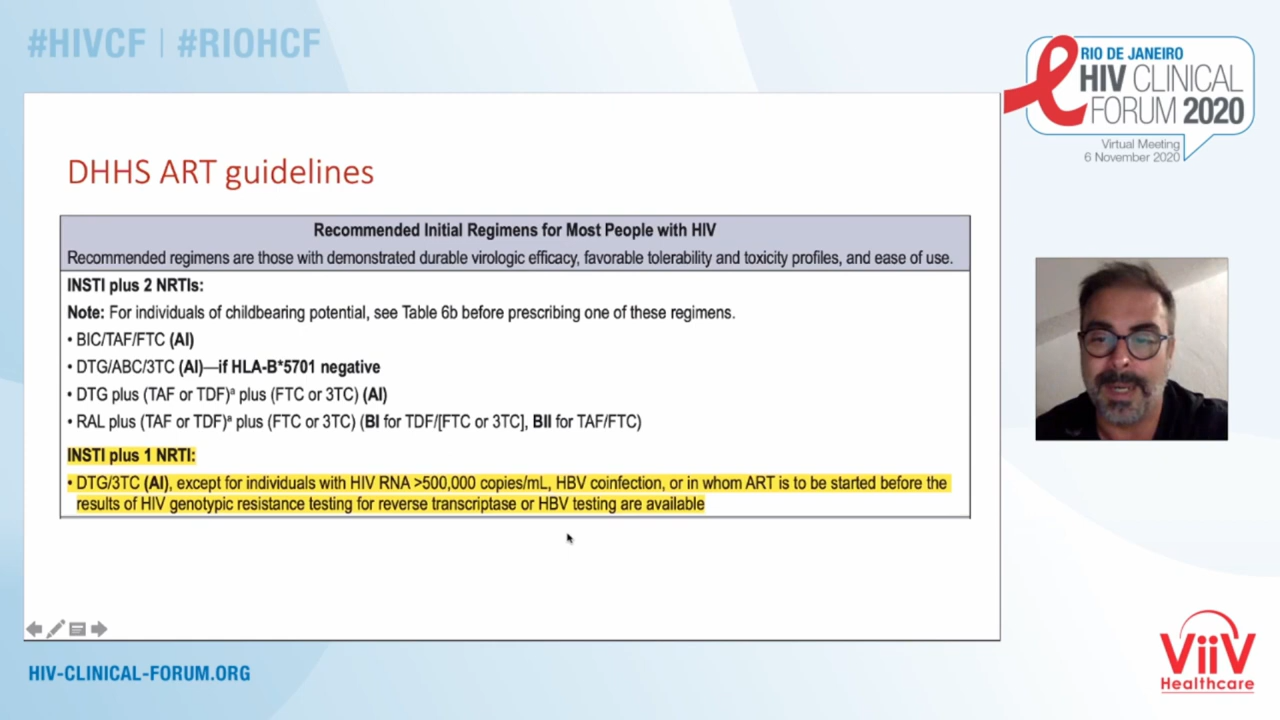 #HIVCF | #RIOHCF
RIO DE JANEIRO
HIV CLINICAL
FORUM 2020
Virtual Meeting
6 November 2020
DHHS ART guidelines
Recommended Initial Regimens for Most People with HIV
Recommended regimens are those with demonstrated durable virologic efficacy, favorable tolerability and toxicity profiles, and ease of use.
INSTI plus 2 NRTIs:
Note: For individuals of childbearing potential, see Table 6b before prescribing one of these regimens.
• BIC/TAF/FTC (AI)
• DTG/ABC/3TC (AI)—if HLA-B*5701 negative
• DTG plus (TAF or TDF)ᵃ plus (FTC or 3TC) (AI)
• RAL plus (TAF or TDF)ᵃ plus (FTC or 3TC) (BI for TDF/[FTC or 3TC], BII for TAF/FTC)
INSTI plus 1 NRTI:
• DTG/3TC (AI), except for individuals with HIV RNA >500,000 copies/mL, HBV coinfection, or in whom ART is to be started before the
results of HIV genotypic resistance testing for reverse transcriptase or HBV testing are available
HIV-CLINICAL-FORUM.ORG
ViiV
Healthcare